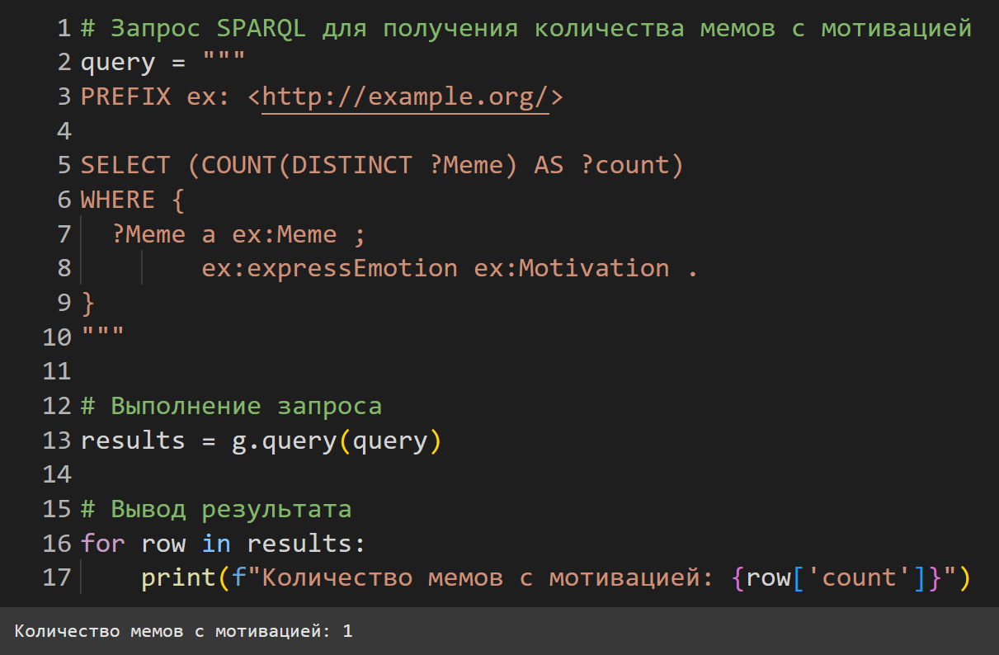 1 # Запрос SPARQL для получения количества мемов с мотивацией
2 query = """
3 PREFIX ex: <http://example.org/>
4
5 SELECT (COUNT(DISTINCT ?Meme) AS ?count)
6 WHERE {
7   ?Meme a ex:Meme ;
8         ex:expressEmotion ex:Motivation .
9 }
10 """
11
12 # Выполнение запроса
13 results = g.query(query)
14
15 # Вывод результата
16 for row in results:
17     print(f"Количество мемов с мотивацией: {row['count']}")
Количество мемов с мотивацией: 1